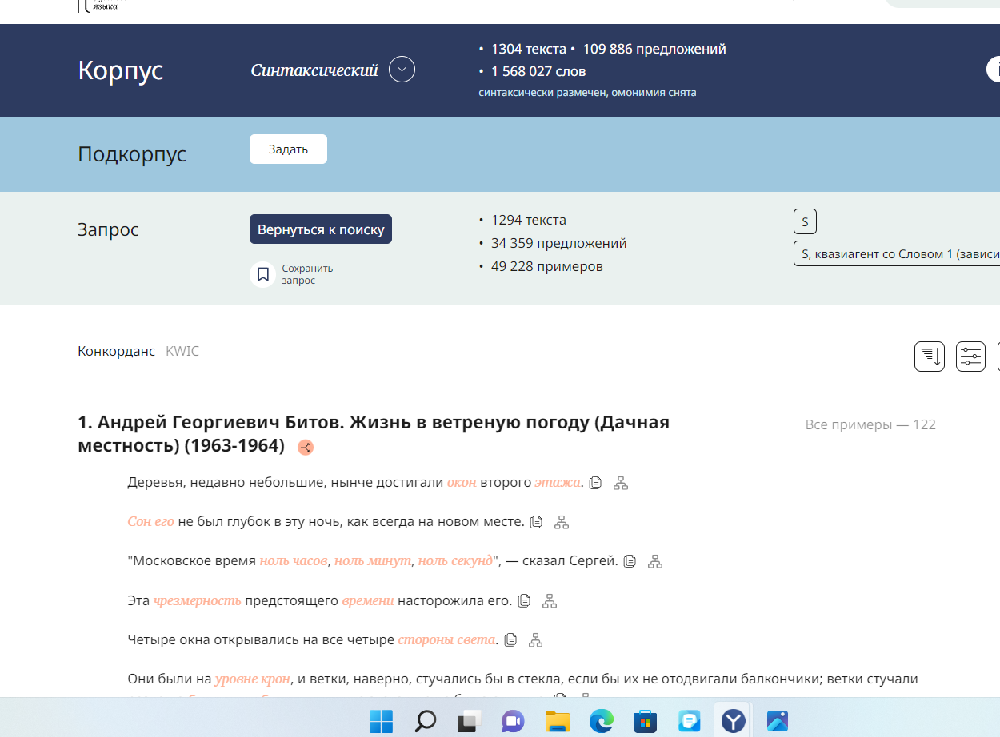 языка
Корпус
Синтаксический
• 1304 текста • 109 886 предложений
• 1 568 027 слов
синтаксически размечен, омонимия снята
Подкорпус
Задать
Запрос
Вернуться к поиску
Сохранить
запрос
• 1294 текста
• 34 359 предложений
• 49 228 примеров
S
S, квазиагент со Словом 1 (зависи
Конкорданс KWIC
1. Андрей Георгиевич Битов. Жизнь в ветреную погоду (Дачная
местность) (1963-1964)
Все примеры — 122
Деревья, недавно небольшие, нынче достигали окон второго этажа.
Сон его не был глубок в эту ночь, как всегда на новом месте.
"Московское время ноль часов, ноль минут, ноль секунд", — сказал Сергей.
Эта чрезмерность предстоящего времени насторожила его.
Четыре окна открывались на все четыре стороны света.
Они были на уровне крон, и ветки, наверно, стучались бы в стекла, если бы их не отодвигали балкончики; ветки стучали